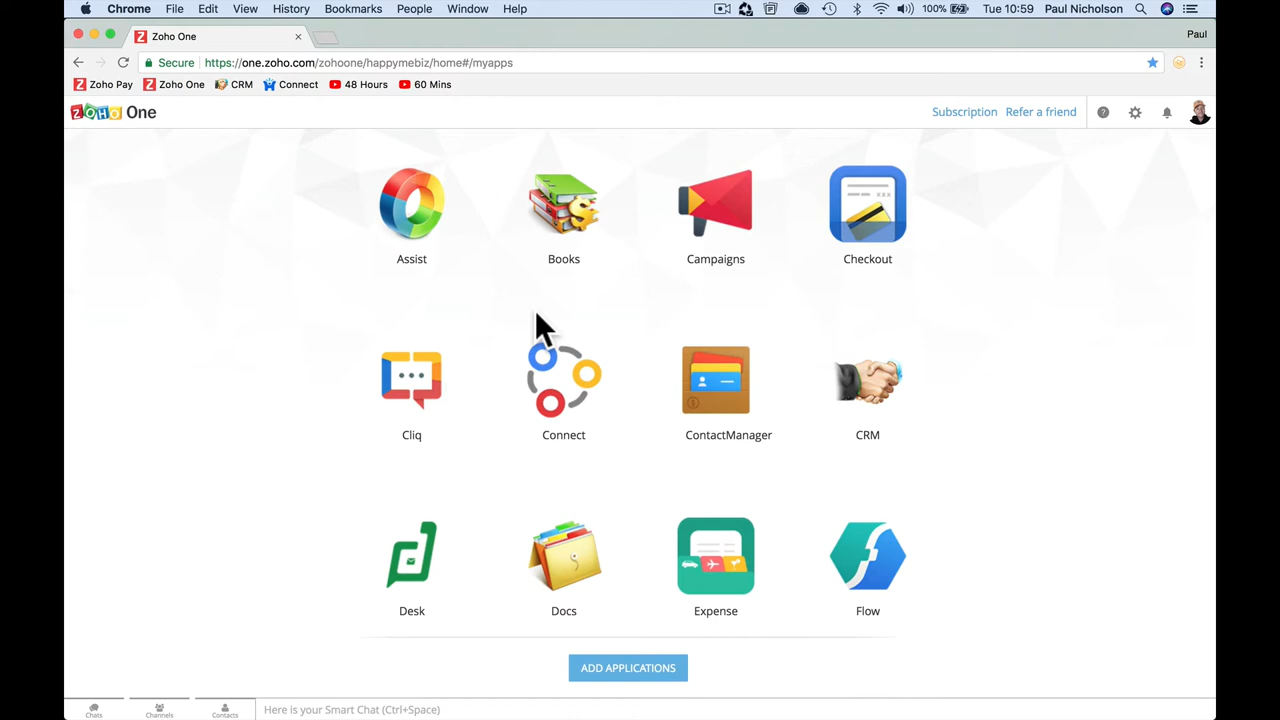 Chrome File Edit View History Bookmarks People Window Help 100% Tue 10:59 Paul Nicholson
Zoho One Paul
Secure https://one.zoho.com/zohoone/happymebiz/home#/myapps
Zoho Pay Zoho One CRM Connect 48 Hours 60 Mins
ZOHO One Subscription Refer a friend
Assist Books Campaigns Checkout
Cliq Connect ContactManager CRM
Desk Docs Expense Flow
ADD APPLICATIONS
Chats Channels Contacts Here is your Smart Chat (Ctrl+Space)